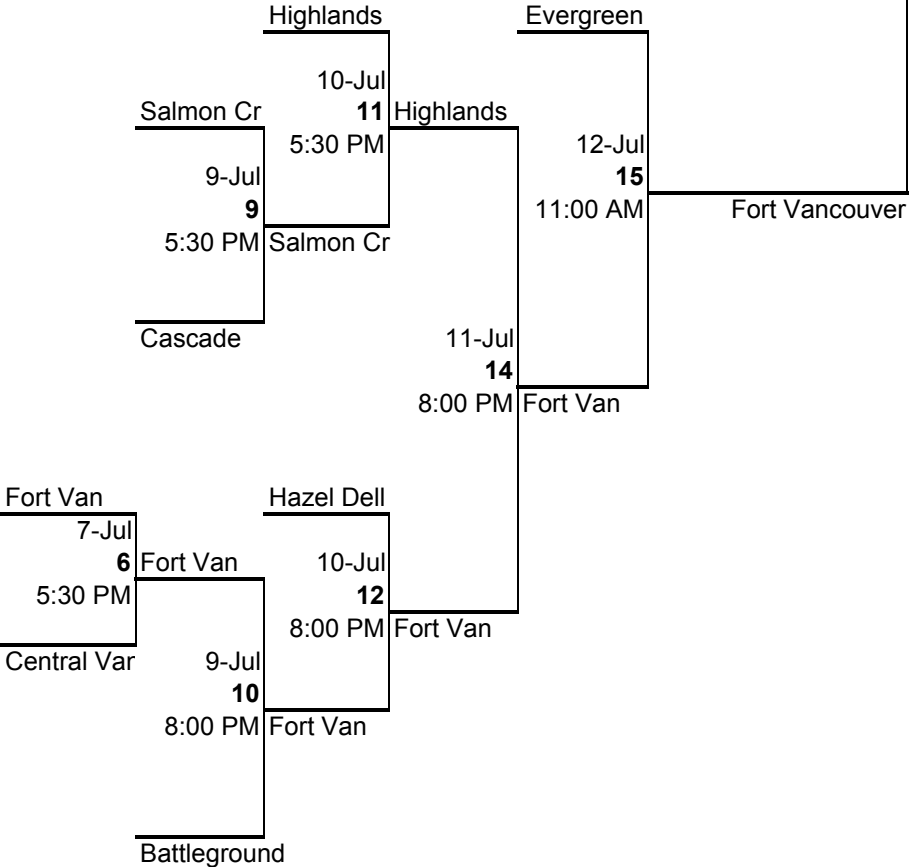 Highlands
Evergreen
10-Jul
Salmon Cr
11
Highlands
5:30 PM
12-Jul
9-Jul
15
9
11:00 AM
Fort Vancouver
5:30 PM
Salmon Cr
Cascade
11-Jul
14
8:00 PM
Fort Van
Fort Van
Hazel Dell
7-Jul
6
Fort Van
10-Jul
5:30 PM
12
8:00 PM
Fort Van
Central Var
9-Jul
10
8:00 PM
Fort Van
Battleground